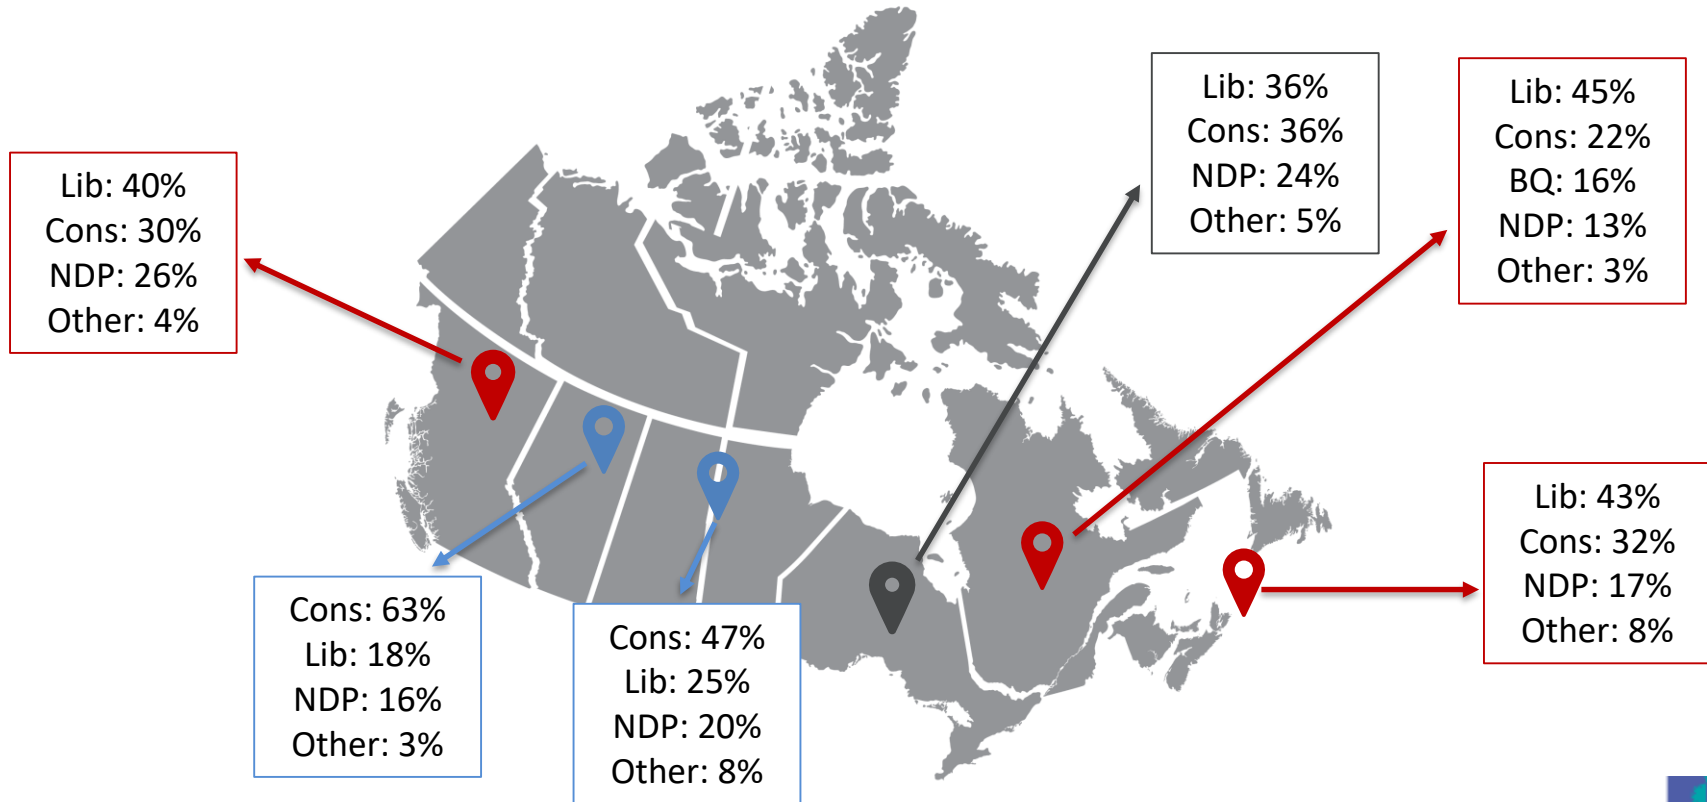 Lib: 40%
Cons: 30%
NDP: 26%
Other: 4%
Cons: 63%
Lib: 18%
NDP: 16%
Other: 3%
Cons: 47%
Lib: 25%
NDP: 20%
Other: 8%
Lib: 36%
Cons: 36%
NDP: 24%
Other: 5%
Lib: 45%
Cons: 22%
BQ: 16%
NDP: 13%
Other: 3%
Lib: 43%
Cons: 32%
NDP: 17%
Other: 8%